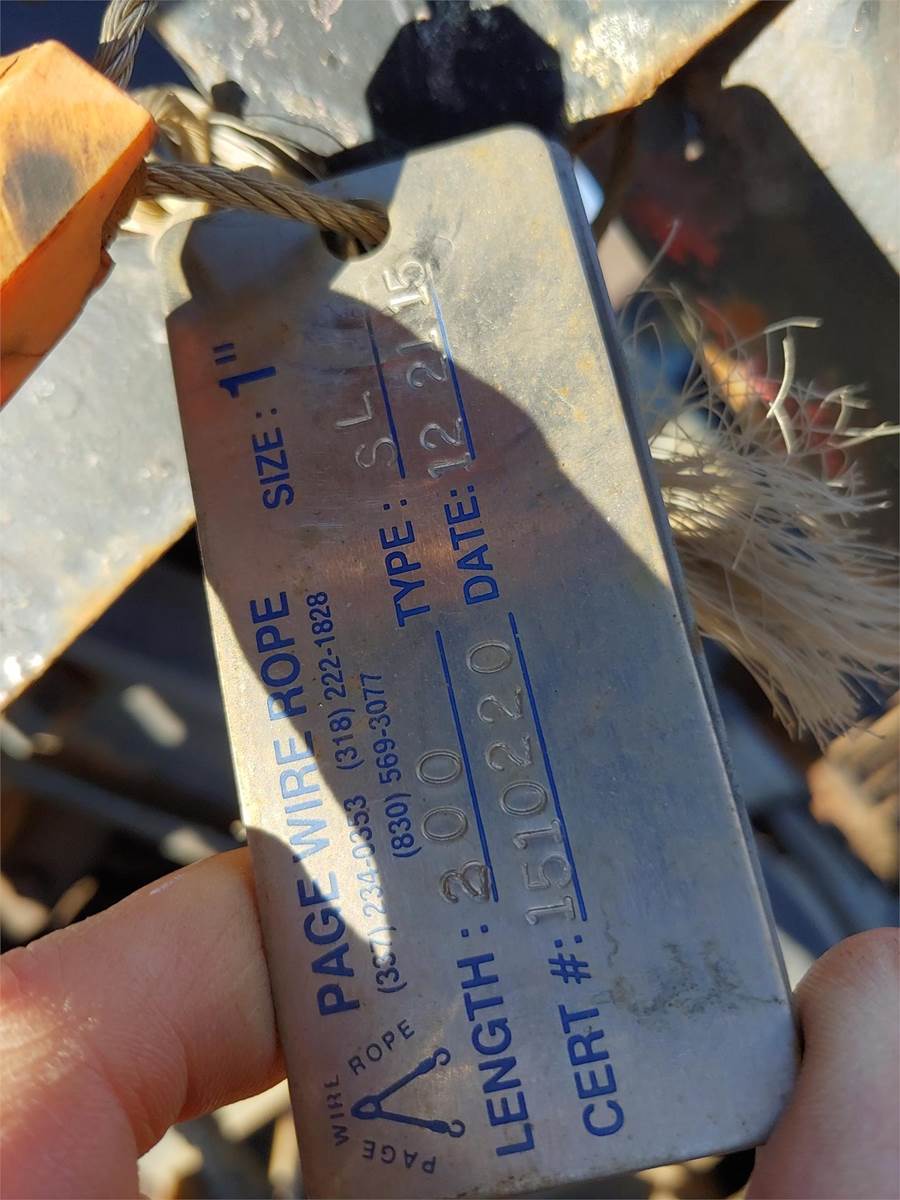 PAGE WIRE ROPE SIZE: 1"
(337) 234-0353 (318) 222-1828
(830) 569-3077
LENGTH: 300 TYPE: SL
CERT #: 1510220 DATE: 12 21 15
WIRE ROPE
PAGE